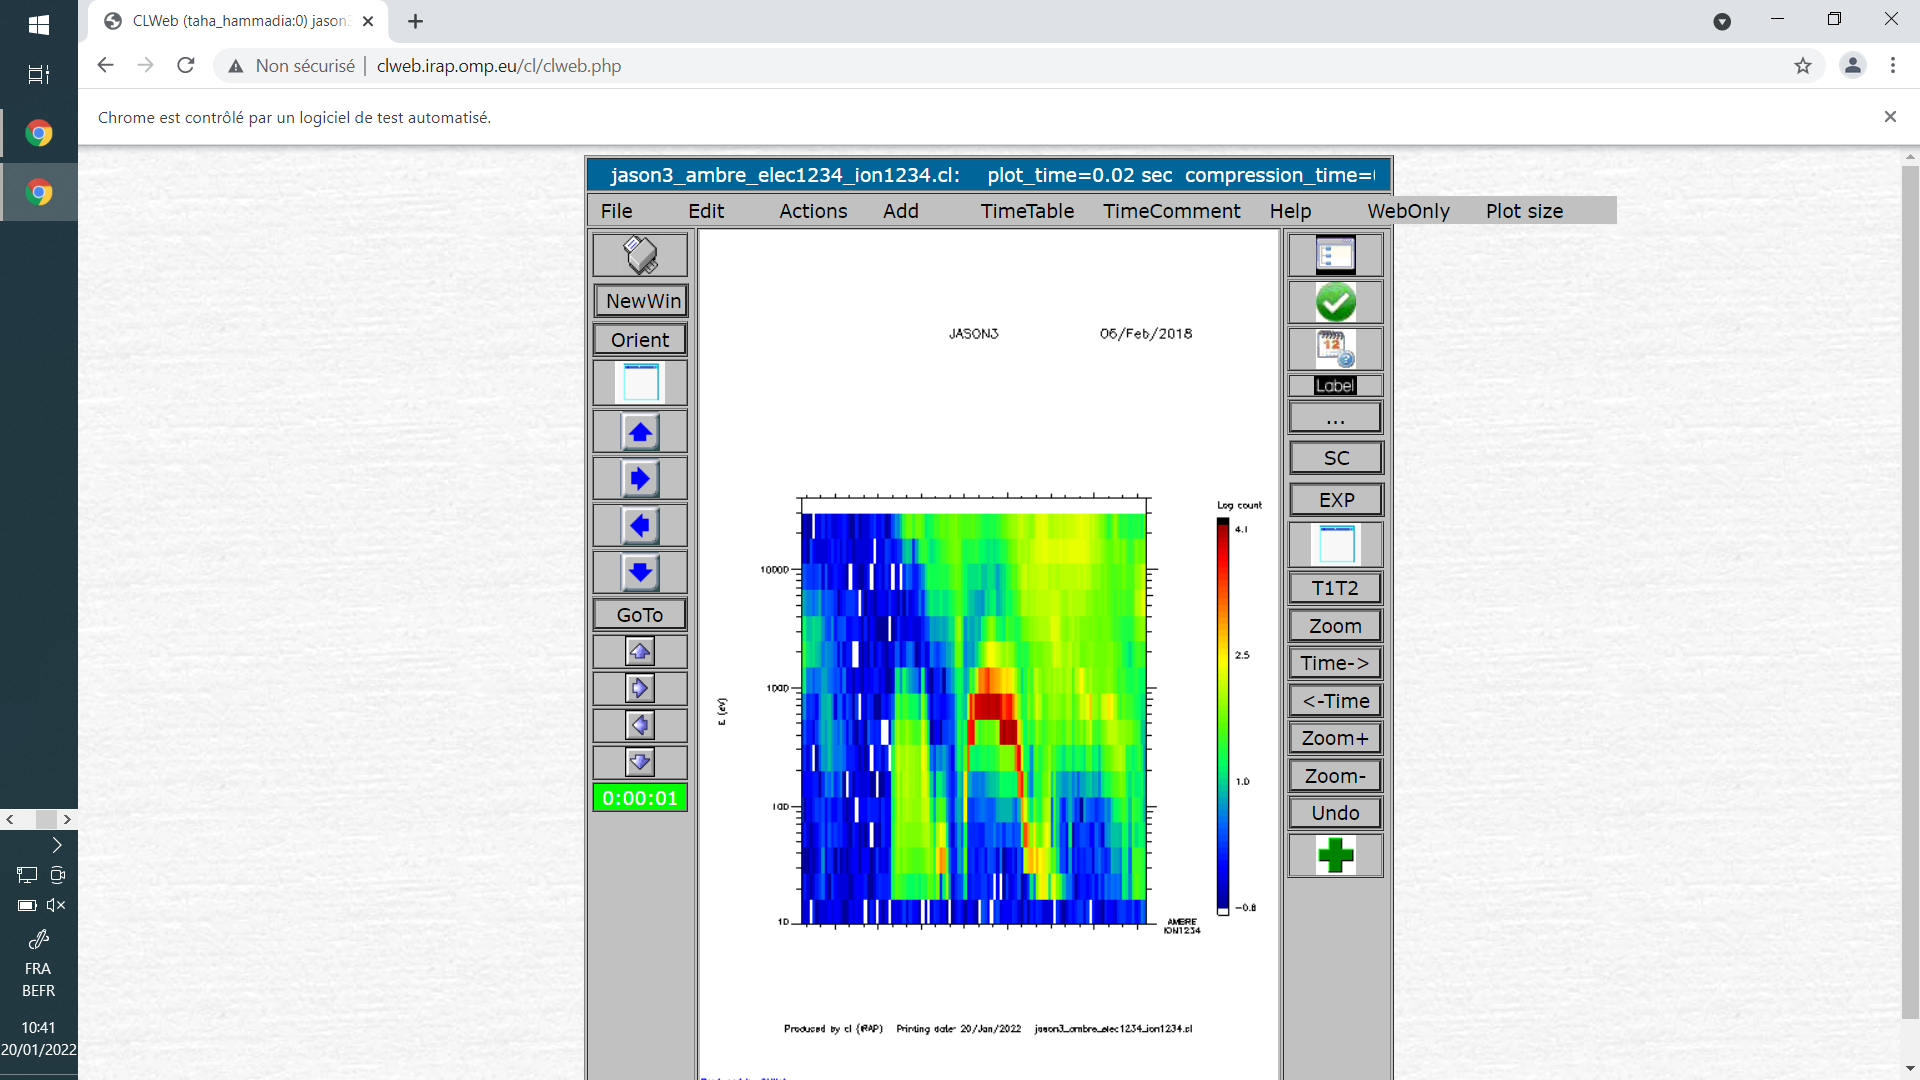 CLWeb (taha_hammadia:0) jason
Non sécurisé | clweb.irap.omp.eu/cl/clweb.php
Chrome est contrôlé par un logiciel de test automatisé.
jason3_ambre_elec1234_ion1234.cl: plot_time=0.02 sec compression_time=
File Edit Actions Add TimeTable TimeComment Help WebOnly Plot size
NewWin
Orient
GoTo
0:00:01
JASON3 06/Feb/2018
Log count
4.1
2.5
1.0
-0.8
10000
1000
100
10
E (eV)
AMBRE
ION1234
Produced by cl (IRAP) Printing date: 20/Jan/2022 jason3_ambre_elec1234_ion1234.cl
12
Label
...
SC
EXP
T1T2
Zoom
Time->
<-Time
Zoom+
Zoom-
Undo
FRA
BEFR
10:41
20/01/2022